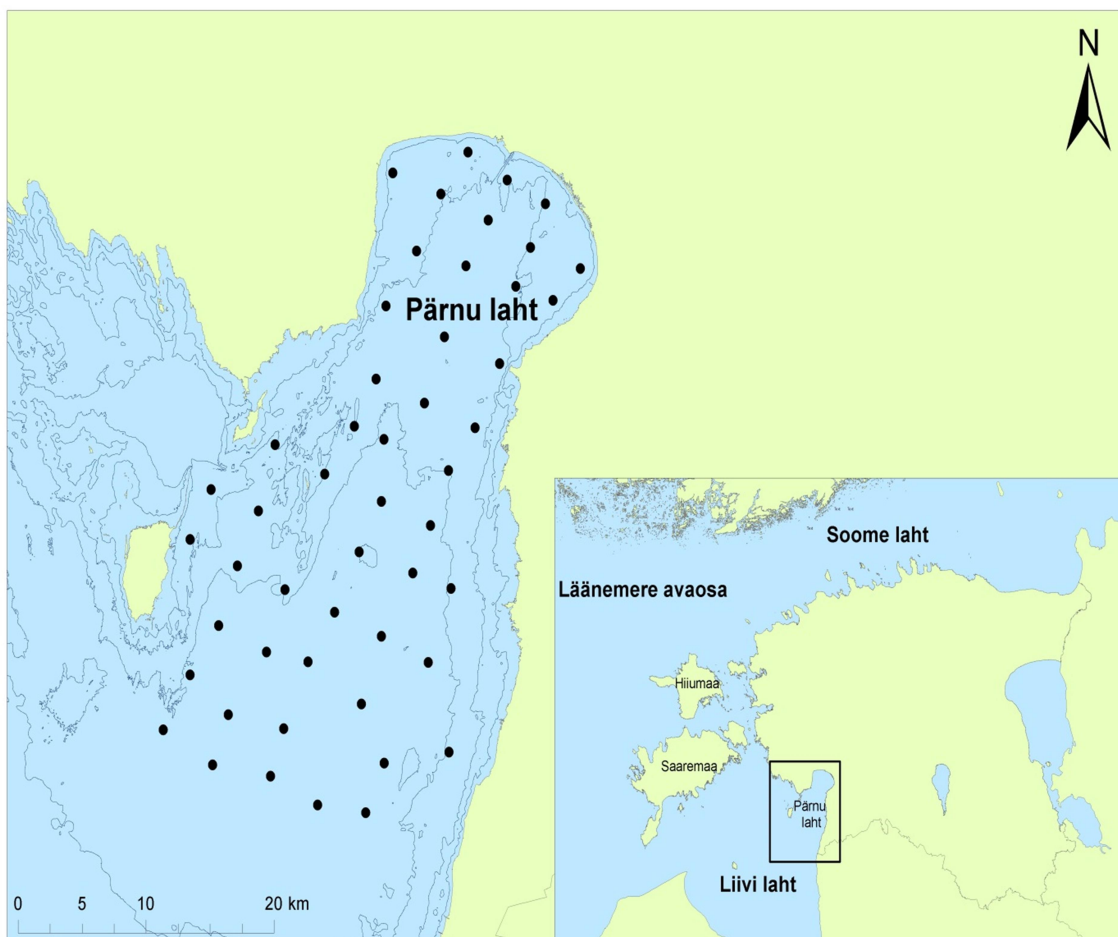 N
Pärnu laht
Soome laht
Läänemere avaosa
Hiiumaa
Saaremaa
Pärnu
laht
Liivi laht
0 5 10 20 km